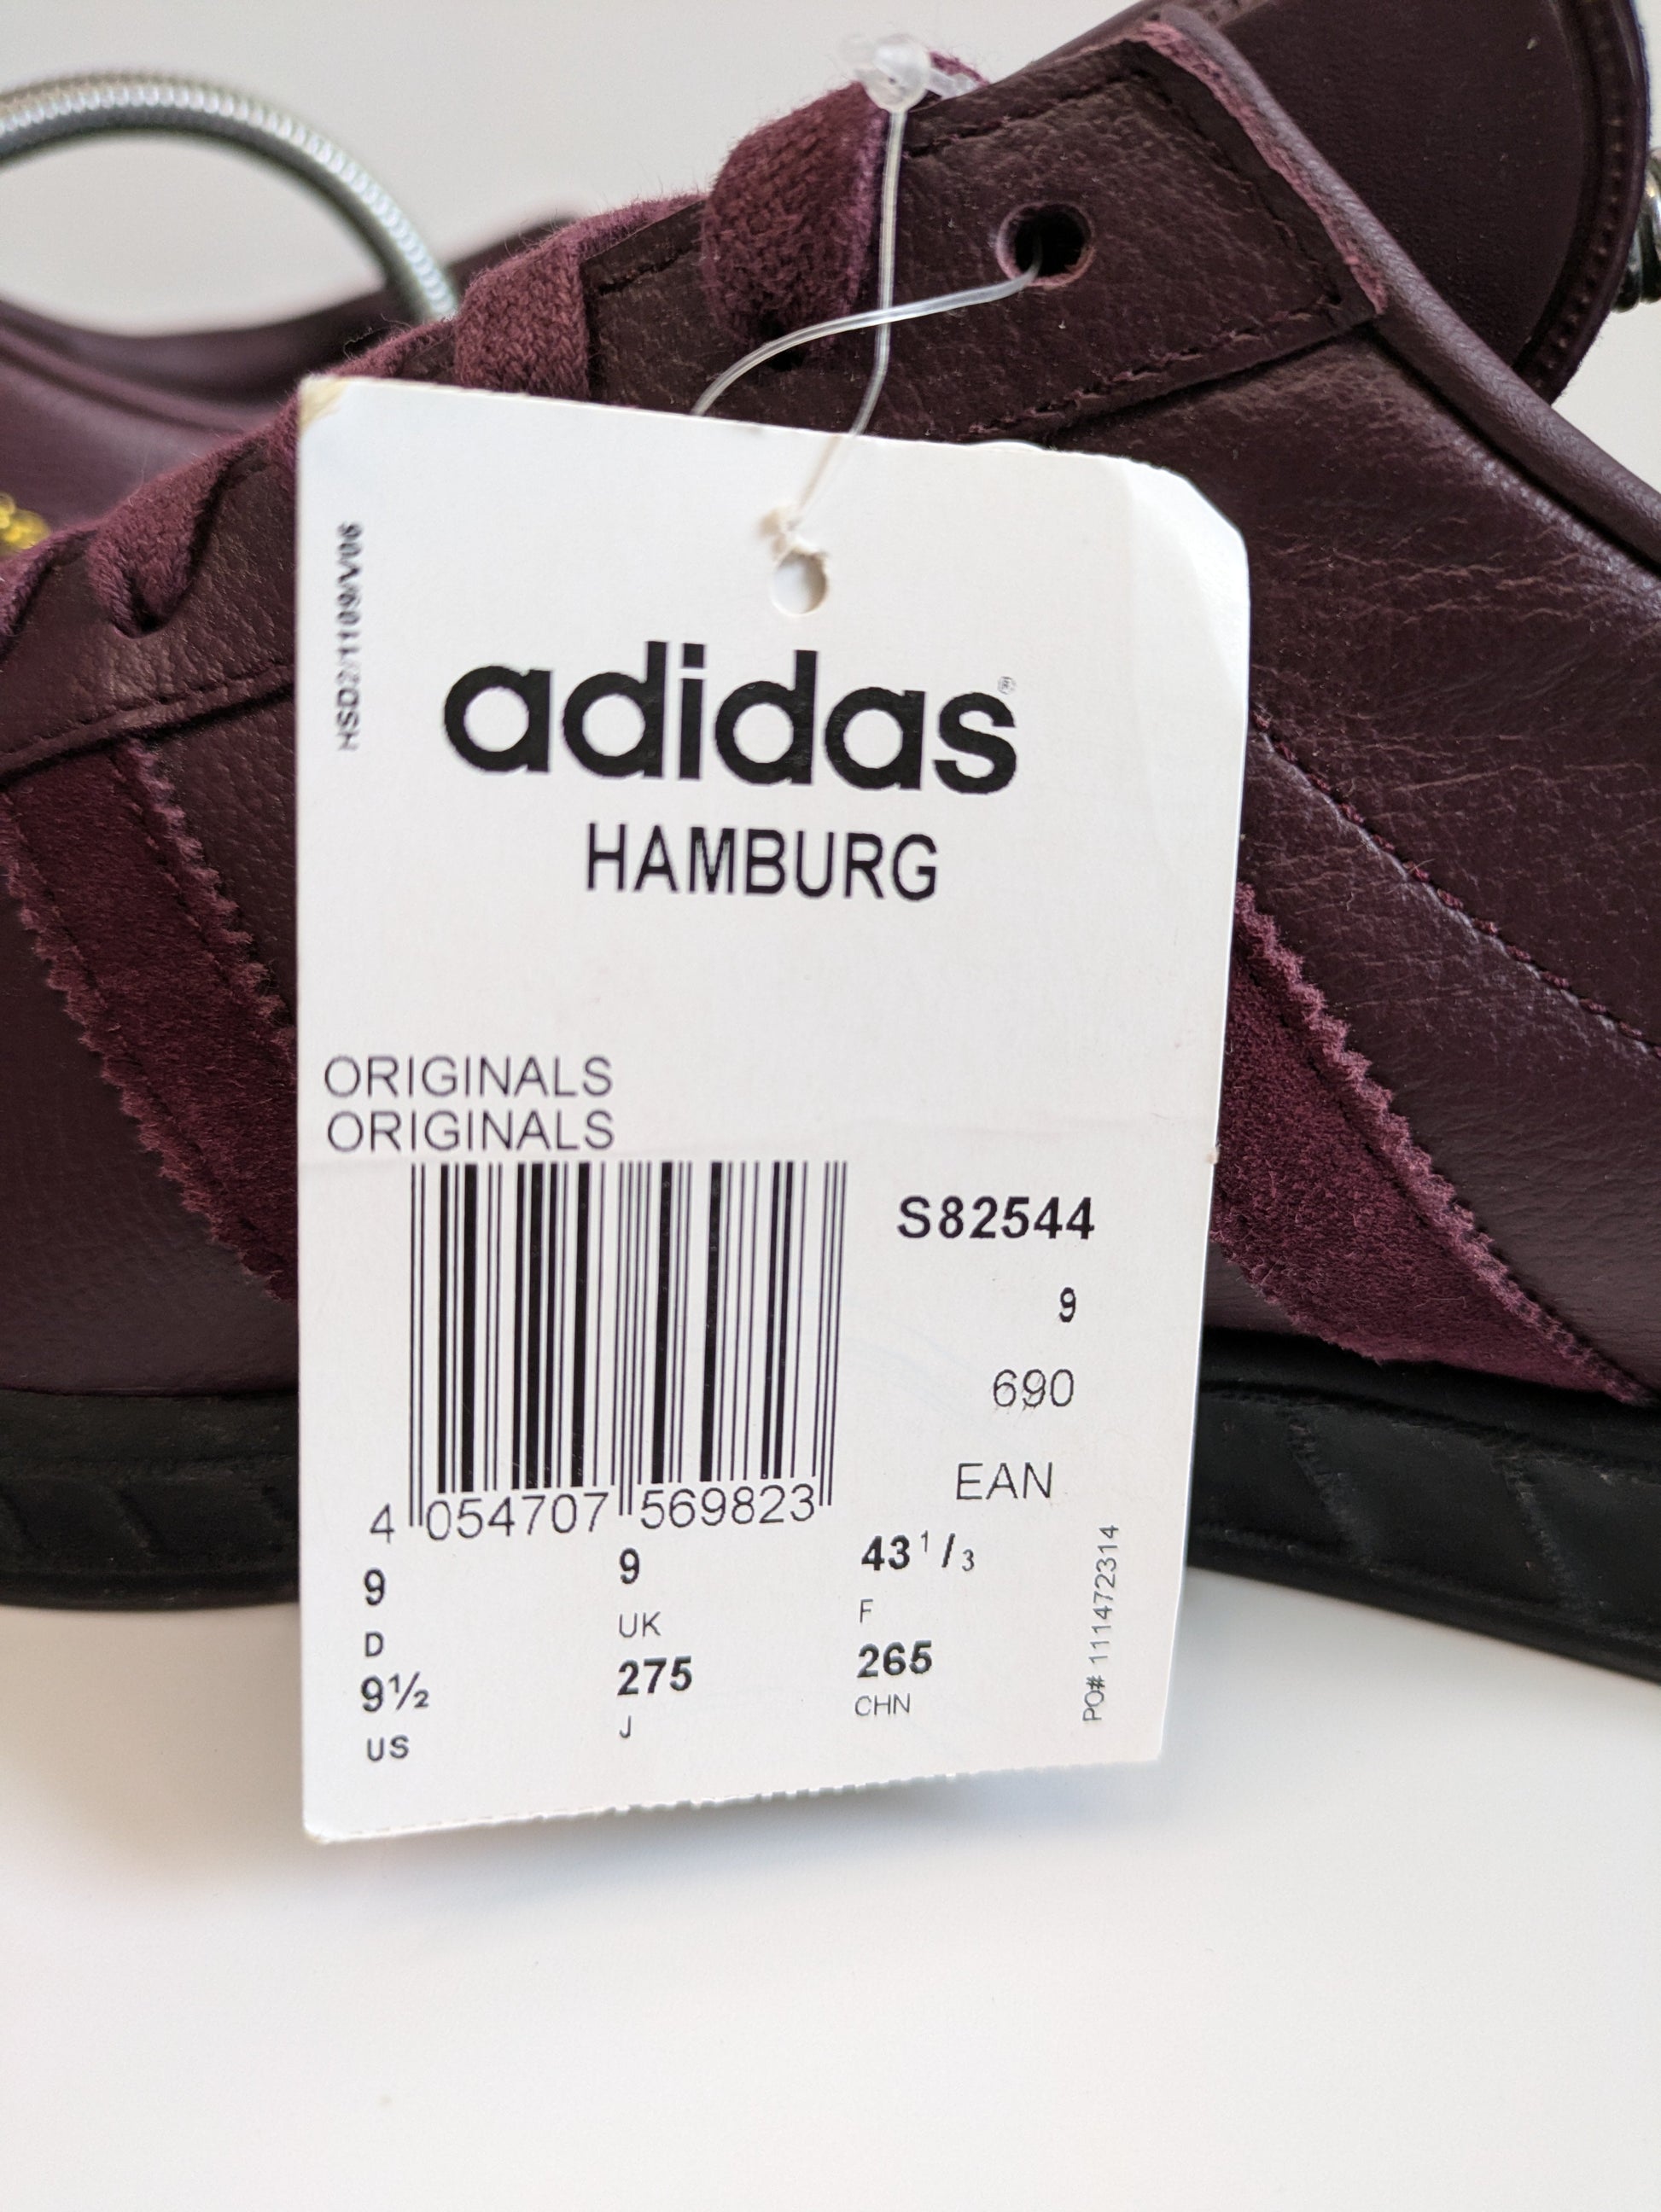 HSD2/1109/V06
adidas®
HAMBURG
ORIGINALS
ORIGINALS
S82544
9
690
EAN
4 054707 569823
9 9 43 1/3
D UK F
9½ 275 265
US J CHN
PO# 111472314